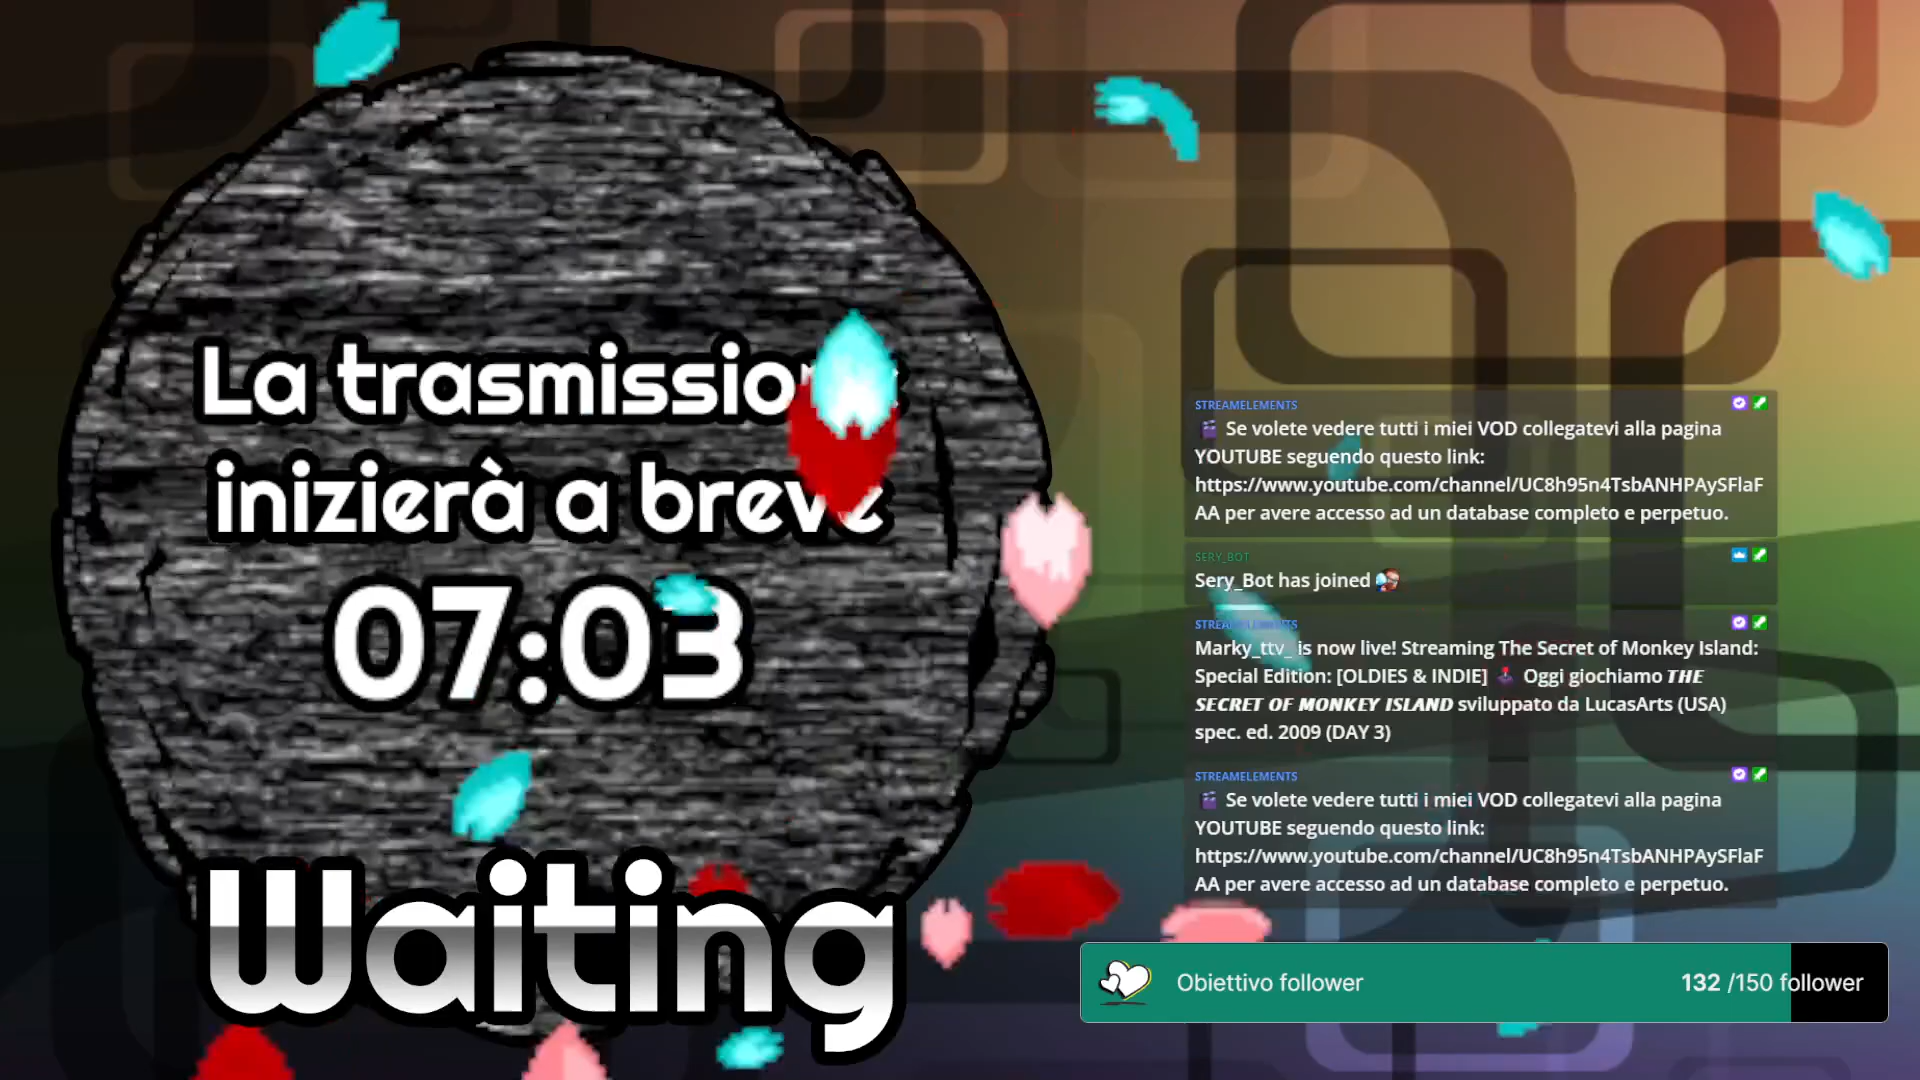 La trasmissione
inizierà a breve
07:03
Waiting
STREAMELEMENTS
Se volete vedere tutti i miei VOD collegatevi alla pagina
YOUTUBE seguendo questo link:
https://www.youtube.com/channel/UC8h95n4TsbANHPAySFlaF
AA per avere accesso ad un database completo e perpetuo.
SERY_BOT
Sery_Bot has joined
STREAMELEMENTS
Marky_ttv_ is now live! Streaming The Secret of Monkey Island:
Special Edition: [OLDIES & INDIE] 🕹️ Oggi giochiamo THE
SECRET OF MONKEY ISLAND sviluppato da LucasArts (USA)
spec. ed. 2009 (DAY 3)
STREAMELEMENTS
Se volete vedere tutti i miei VOD collegatevi alla pagina
YOUTUBE seguendo questo link:
https://www.youtube.com/channel/UC8h95n4TsbANHPAySFlaF
AA per avere accesso ad un database completo e perpetuo.
Obiettivo follower 132 /150 follower